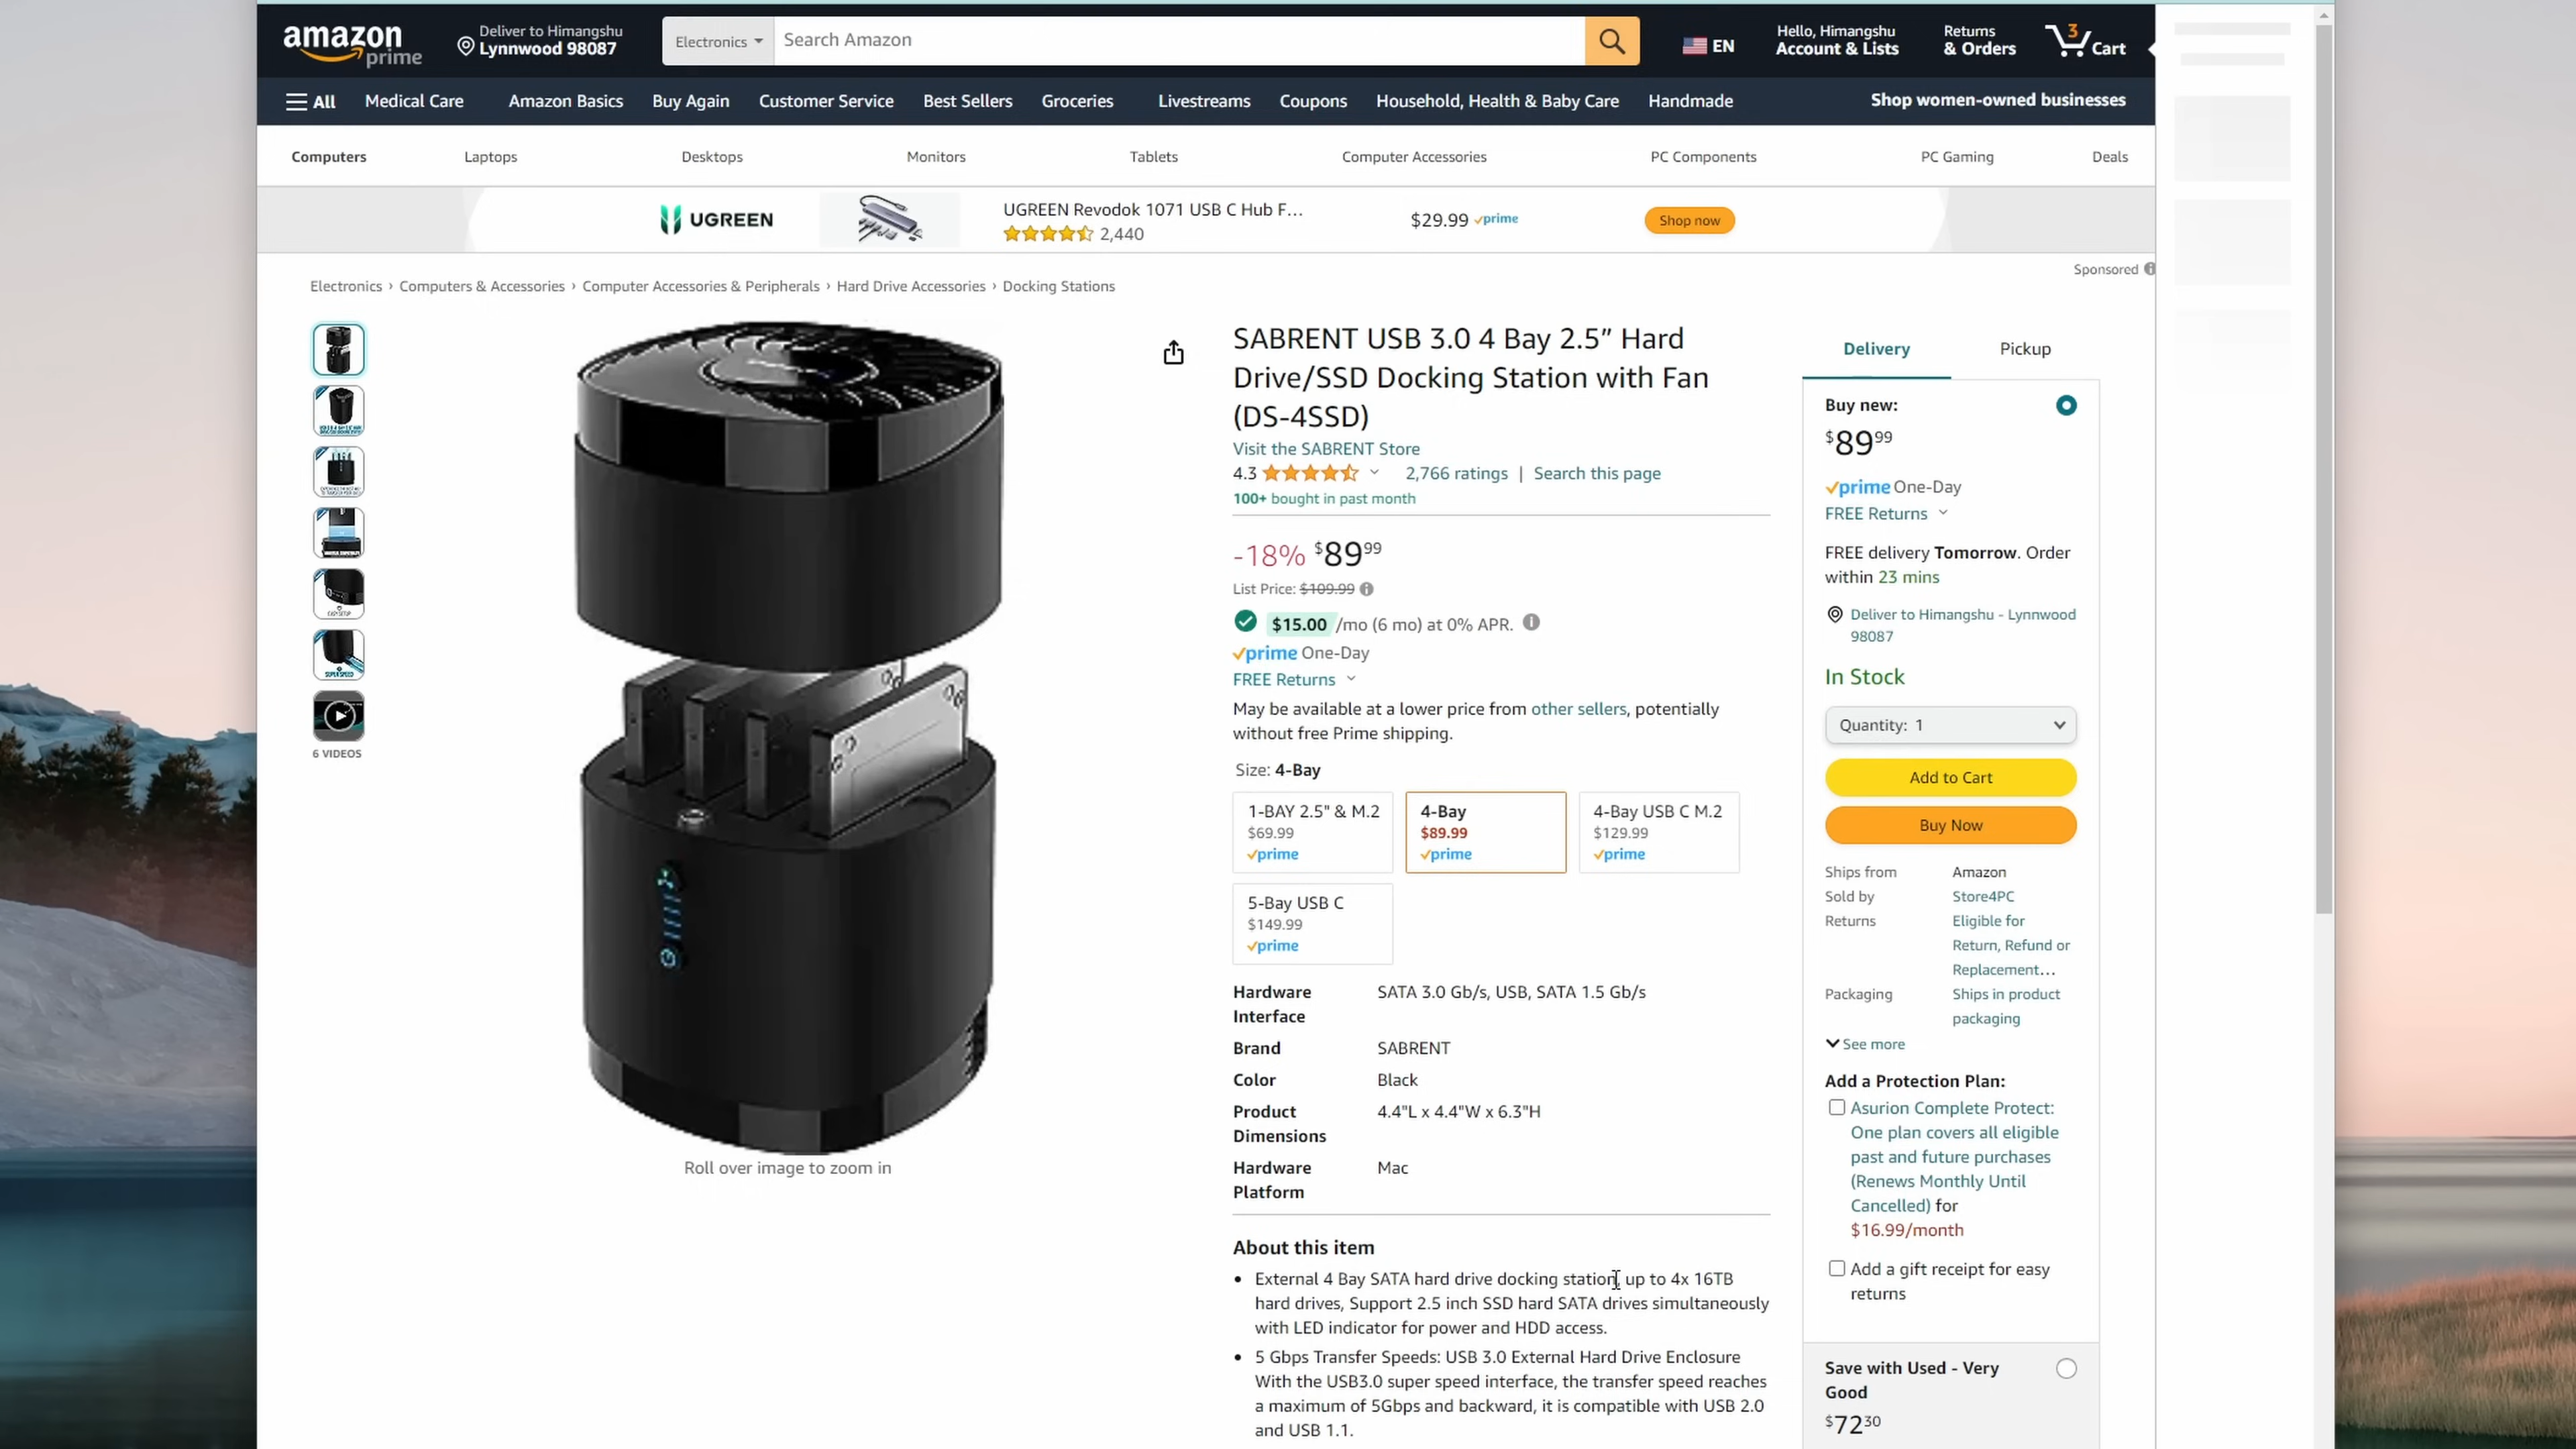 amazon
prime
Deliver to Himangshu
Lynnwood 98087
Electronics
Search Amazon
EN
Hello, Himangshu
Account & Lists
Returns
& Orders
3
Cart
All
Medical Care
Amazon Basics
Buy Again
Customer Service
Best Sellers
Groceries
Livestreams
Coupons
Household, Health & Baby Care
Handmade
Shop women-owned businesses
Computers
Laptops
Desktops
Monitors
Tablets
Computer Accessories
PC Components
PC Gaming
Deals
UGREEN
UGREEN Revodok 1071 USB C Hub F...
2,440
$29.99 prime
Shop now
Sponsored
Electronics › Computers & Accessories › Computer Accessories & Peripherals › Hard Drive Accessories › Docking Stations
6 VIDEOS
Roll over image to zoom in
SABRENT USB 3.0 4 Bay 2.5” Hard
Drive/SSD Docking Station with Fan
(DS-4SSD)
Visit the SABRENT Store
4.3 2,766 ratings | Search this page
100+ bought in past month
-18% $89 99
List Price: $109.99
$15.00 /mo (6 mo) at 0% APR.
prime One-Day
FREE Returns
May be available at a lower price from other sellers, potentially
without free Prime shipping.
Size: 4-Bay
1-BAY 2.5" & M.2
$69.99
prime
4-Bay
$89.99
prime
4-Bay USB C M.2
$129.99
prime
5-Bay USB C
$149.99
prime
Hardware
Interface
SATA 3.0 Gb/s, USB, SATA 1.5 Gb/s
Brand
SABRENT
Color
Black
Product
Dimensions
4.4"L x 4.4"W x 6.3"H
Hardware
Platform
Mac
About this item
External 4 Bay SATA hard drive docking station, up to 4x 16TB
hard drives, Support 2.5 inch SSD hard SATA drives simultaneously
with LED indicator for power and HDD access.
5 Gbps Transfer Speeds: USB 3.0 External Hard Drive Enclosure
With the USB3.0 super speed interface, the transfer speed reaches
a maximum of 5Gbps and backward, it is compatible with USB 2.0
and USB 1.1.
Delivery
Pickup
Buy new:
$89 99
prime One-Day
FREE Returns
FREE delivery Tomorrow. Order
within 23 mins
Deliver to Himangshu - Lynnwood
98087
In Stock
Quantity: 1
Add to Cart
Buy Now
Ships from
Amazon
Sold by
Store4PC
Returns
Eligible for
Return, Refund or
Replacement...
Packaging
Ships in product
packaging
See more
Add a Protection Plan:
Asurion Complete Protect:
One plan covers all eligible
past and future purchases
(Renews Monthly Until
Cancelled) for
$16.99/month
Add a gift receipt for easy
returns
Save with Used - Very
Good
$72 30